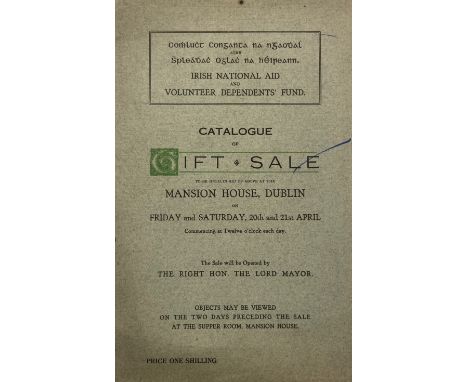 IRISH NATIONAL AID
AND
VOLUNTEER DEPENDENTS' FUND.
CATALOGUE
OF
GIFT SALE
MANSION HOUSE, DUBLIN
ON
FRIDAY and SATURDAY, 20th and 21st APRIL
Commencing at Twelve o'clock each day.
The Sale will be Opened by
THE RIGHT HON. THE LORD MAYOR.
OBJECTS MAY BE VIEWED
ON THE TWO DAYS PRECEDING THE SALE
AT THE SUPPER ROOM, MANSION HOUSE.
PRICE ONE SHILLING